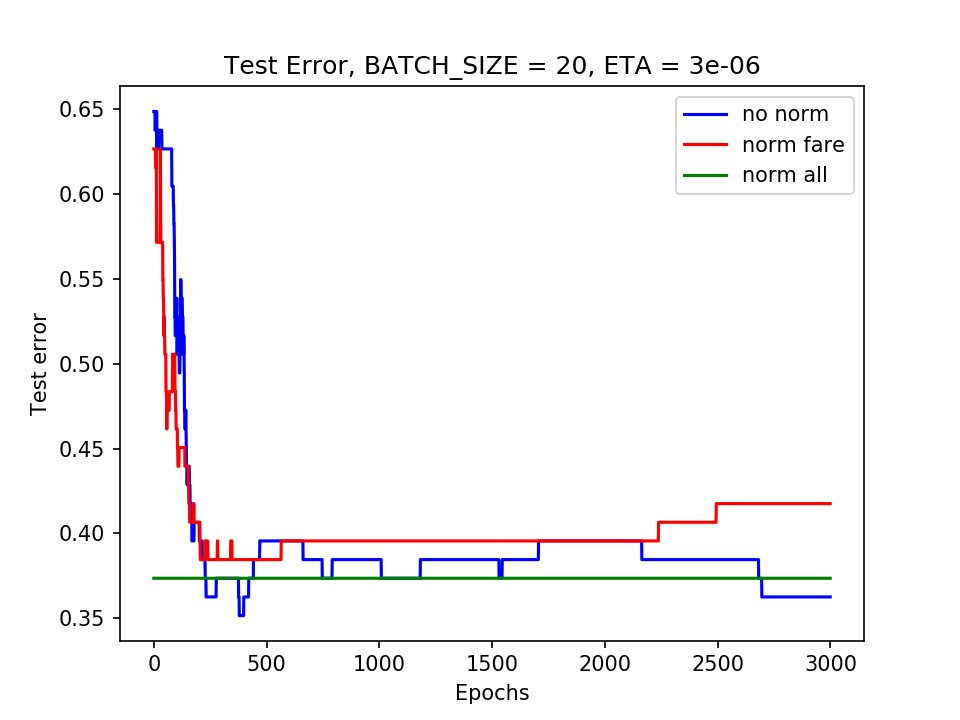 Test Error, BATCH_SIZE = 20, ETA = 3e-06
no norm
norm fare
norm all
0.65
0.60
0.55
0.50
0.45
0.40
0.35
Test error
0 500 1000 1500 2000 2500 3000
Epochs